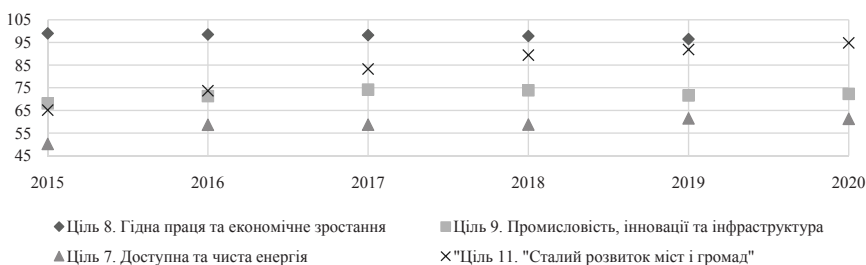 105
95
85
75
65
55
45
2015 2016 2017 2018 2019 2020
Ціль 8. Гідна праця та економічне зростання Ціль 9. Промисловість, інновації та інфраструктура
Ціль 7. Доступна та чиста енергія "Ціль 11. "Сталий розвиток міст і громад"